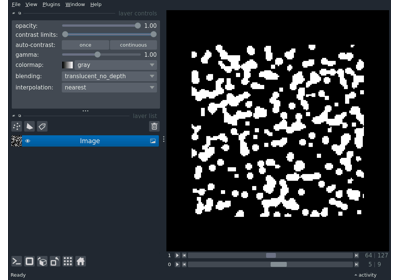 File View Plugins Window Help
layer controls
opacity: 1.00
contrast limits:
auto-contrast: once continuous
gamma: 1.00
colormap: gray
blending: translucent_no_depth
interpolation: nearest
layer list
Image
1 64 127
0 5 9
Ready activity